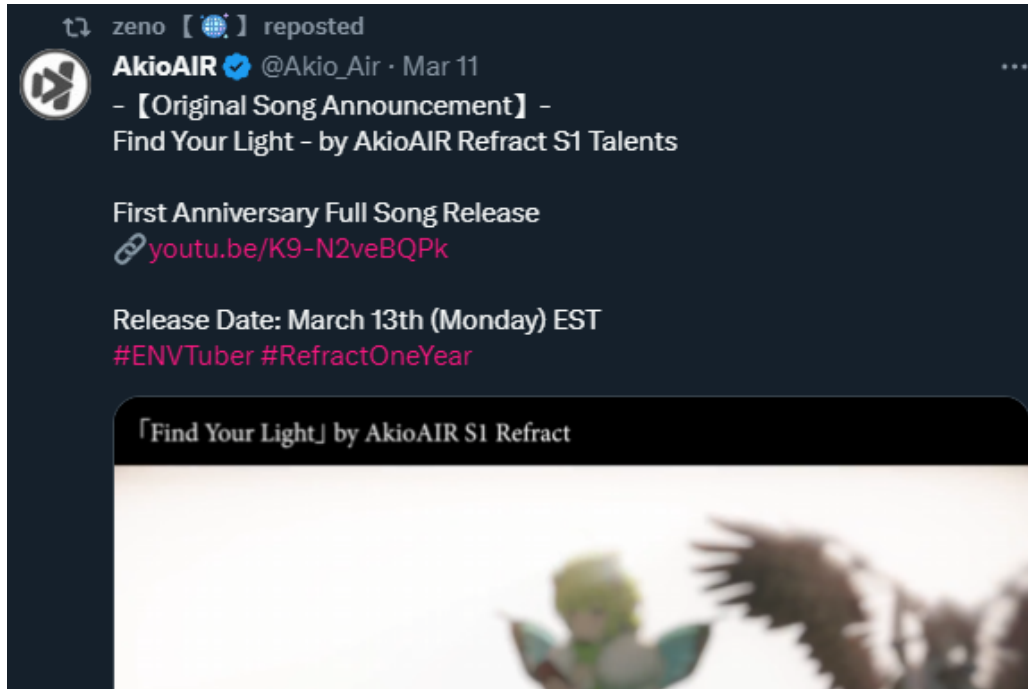 zeno 【🪩】 reposted
AkioAIR @Akio_Air · Mar 11
-【Original Song Announcement】-
Find Your Light - by AkioAIR Refract S1 Talents
First Anniversary Full Song Release
🔗youtu.be/K9-N2veBQPk
Release Date: March 13th (Monday) EST
#ENVTuber #RefractOneYear
「Find Your Light」 by AkioAIR S1 Refract